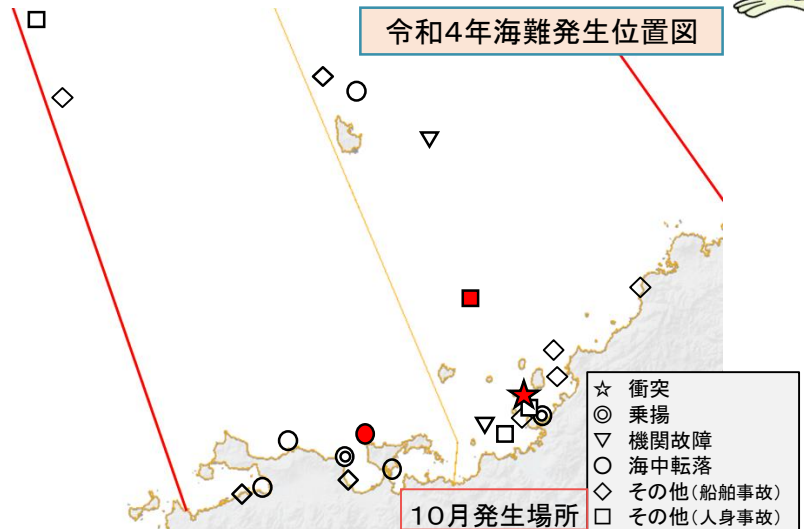 令和4年海難発生位置図
☆ 衝突
◎ 乗揚
▽ 機関故障
○ 海中転落
◇ その他(船舶事故)
□ その他(人身事故)
10月発生場所